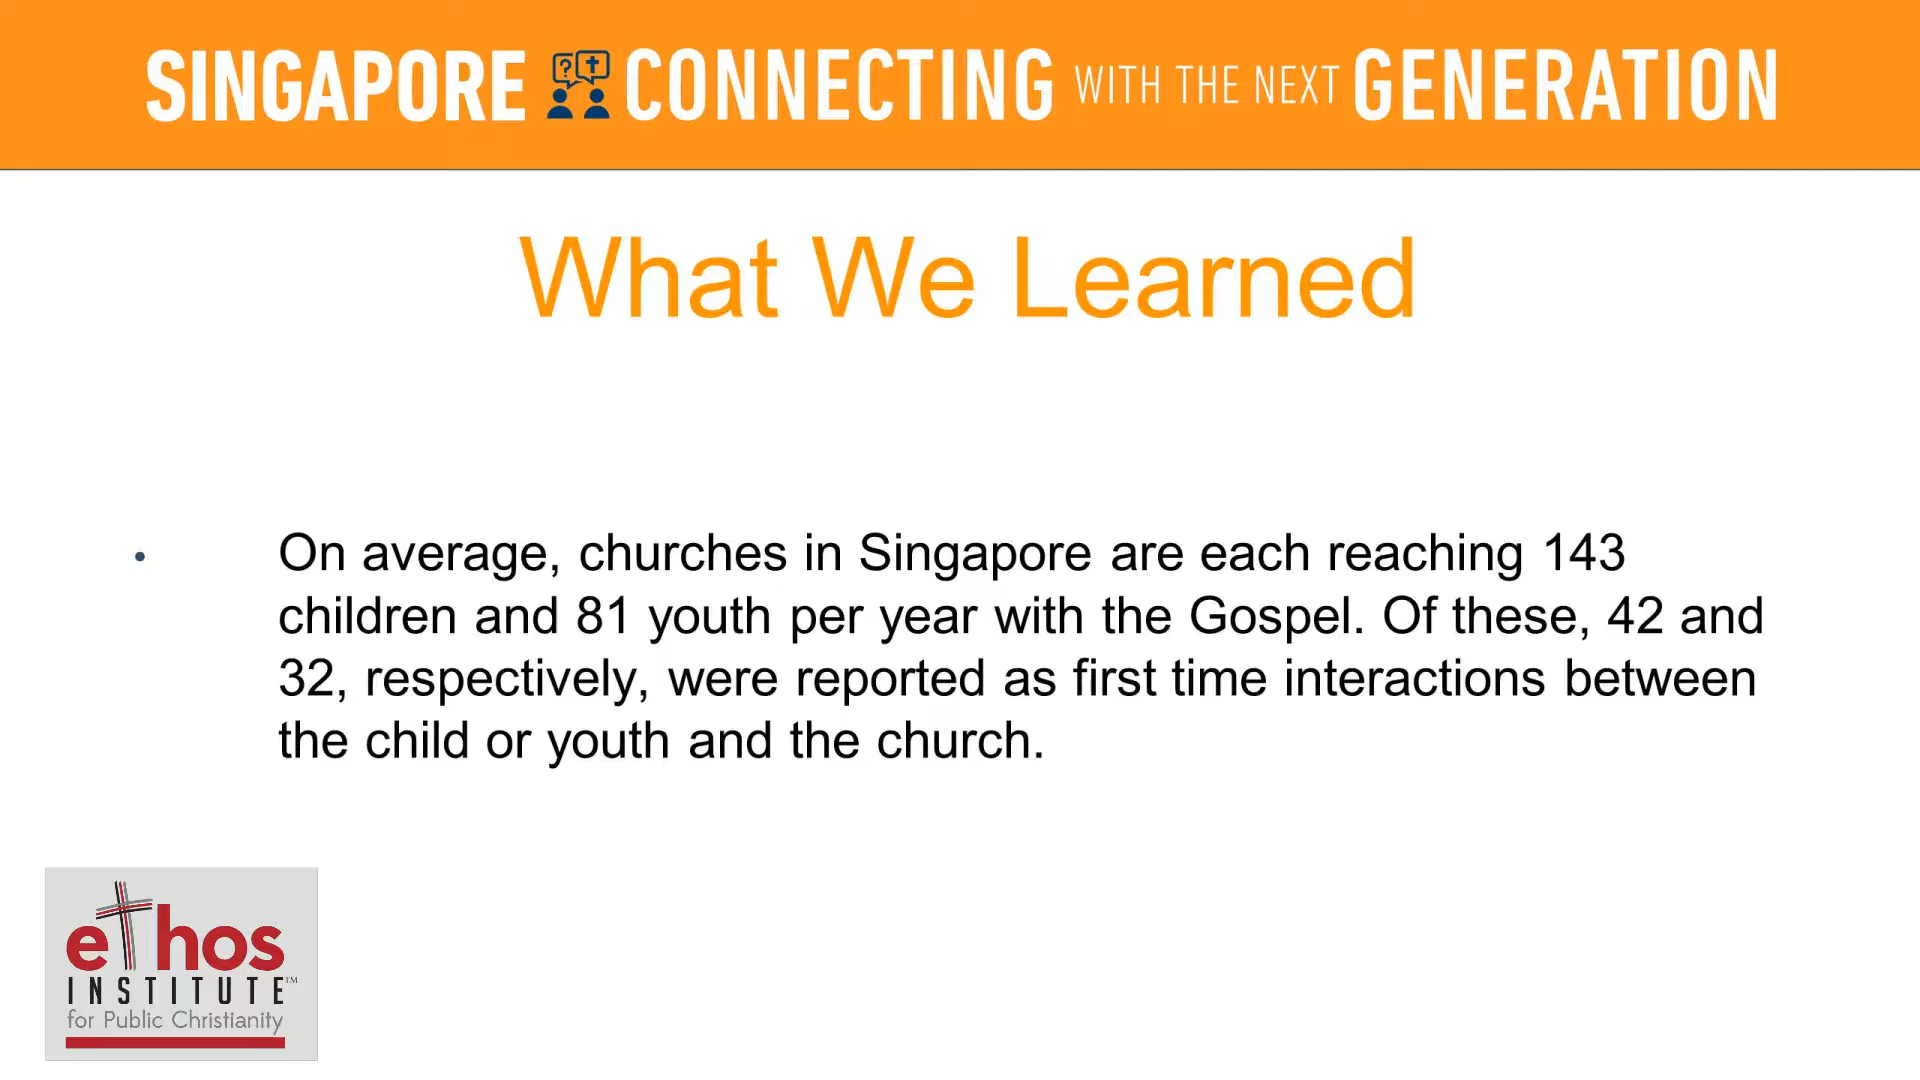 SINGAPORE CONNECTING WITH THE NEXT GENERATION
What We Learned
• On average, churches in Singapore are each reaching 143
children and 81 youth per year with the Gospel. Of these, 42 and
32, respectively, were reported as first time interactions between
the child or youth and the church.
ethos
INSTITUTE™
for Public Christianity